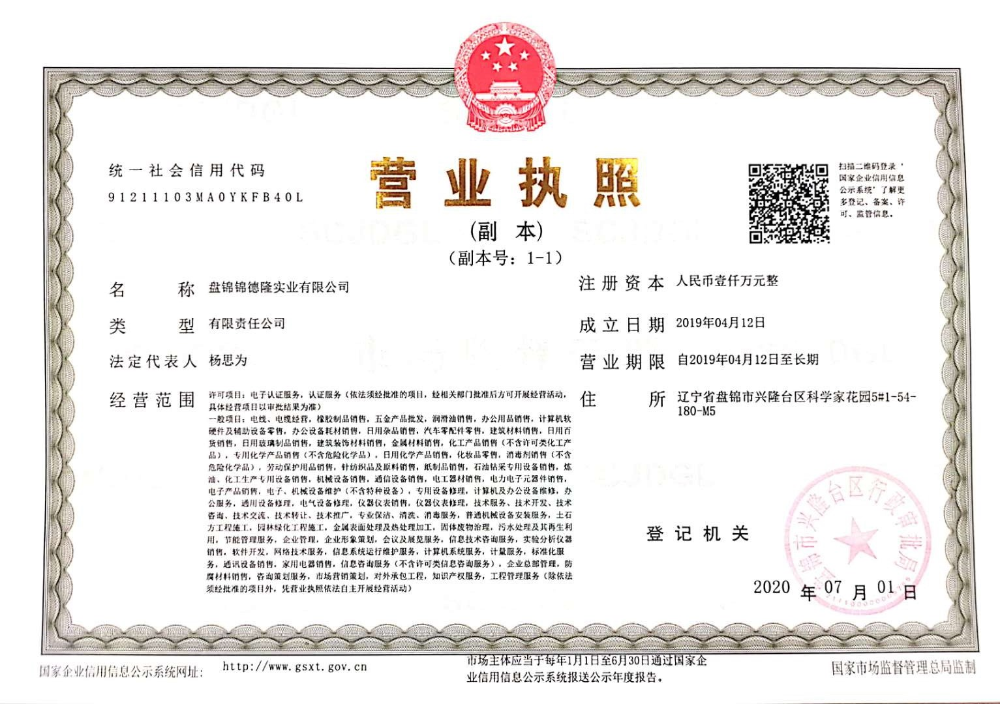 统一社会信用代码
91211103MA0YKFB40L
营业执照
(副 本)
（副本号：1-1）
扫描二维码登录‘
国家企业信用信息
公示系统’了解更
多登记、备案、许
可、监管信息。
名 称 盘锦锦德隆实业有限公司
类 型 有限责任公司
法定代表人 杨思为
经营范围 许可项目：电子认证服务，认证服务（依法须经批准的项目，经相关部门批准后方可开展经营活动，
具体经营项目以审批结果为准）
一般项目：电线、电缆经营，橡胶制品销售，五金产品批发，润滑油销售，办公用品销售，计算机软
硬件及辅助设备零售，办公设备耗材销售，日用杂品销售，汽车零配件零售，建筑材料销售，日用百
货销售，日用玻璃制品销售，建筑装饰材料销售，金属材料销售，化工产品销售（不含许可类化工产
品），专用化学产品销售（不含危险化学品），日用化学产品销售，化妆品零售，消毒剂销售（不含
危险化学品），劳动保护用品销售，针纺织品及原料销售，纸制品销售，石油钻采专用设备销售，炼
油、化工生产专用设备销售，机械设备销售，通信设备销售，电工器材销售，电力电子元器件销售，
电子产品销售，电子、机械设备维护（不含特种设备），专用设备修理，计算机及办公设备维修，办
公服务，通用设备修理，电气设备修理，仪器仪表销售，仪器仪表修理，技术服务、技术开发、技术
咨询、技术交流、技术转让、技术推广，专业保洁、清洗、消毒服务，普通机械设备安装服务，土石
方工程施工，园林绿化工程施工，金属表面处理及热处理加工，固体废物治理，污水处理及其再生利
用，节能管理服务，企业管理，企业形象策划，会议及展览服务，信息技术咨询服务，实验分析仪器
销售，软件开发，网络技术服务，信息系统运行维护服务，计算机系统服务，计量服务，标准化服
务，通讯设备销售，家用电器销售，信息咨询服务（不含许可类信息咨询服务），企业总部管理，防
腐材料销售，咨询策划服务，市场营销策划，对外承包工程，知识产权服务，工程管理服务（除依法
须经批准的项目外，凭营业执照依法自主开展经营活动）
注册资本 人民币壹仟万元整
成立日期 2019年04月12日
营业期限 自2019年04月12日至长期
住 所 辽宁省盘锦市兴隆台区科学家花园5#1-54-
180-M5
登记机关
盘锦市兴隆台区行政审批局
2020 年 07 月 01 日
国家企业信用信息公示系统网址：
http://www.gsxt.gov.cn
市场主体应当于每年1月1日至6月30日通过国家企
业信用信息公示系统报送公示年度报告。
国家市场监督管理总局监制